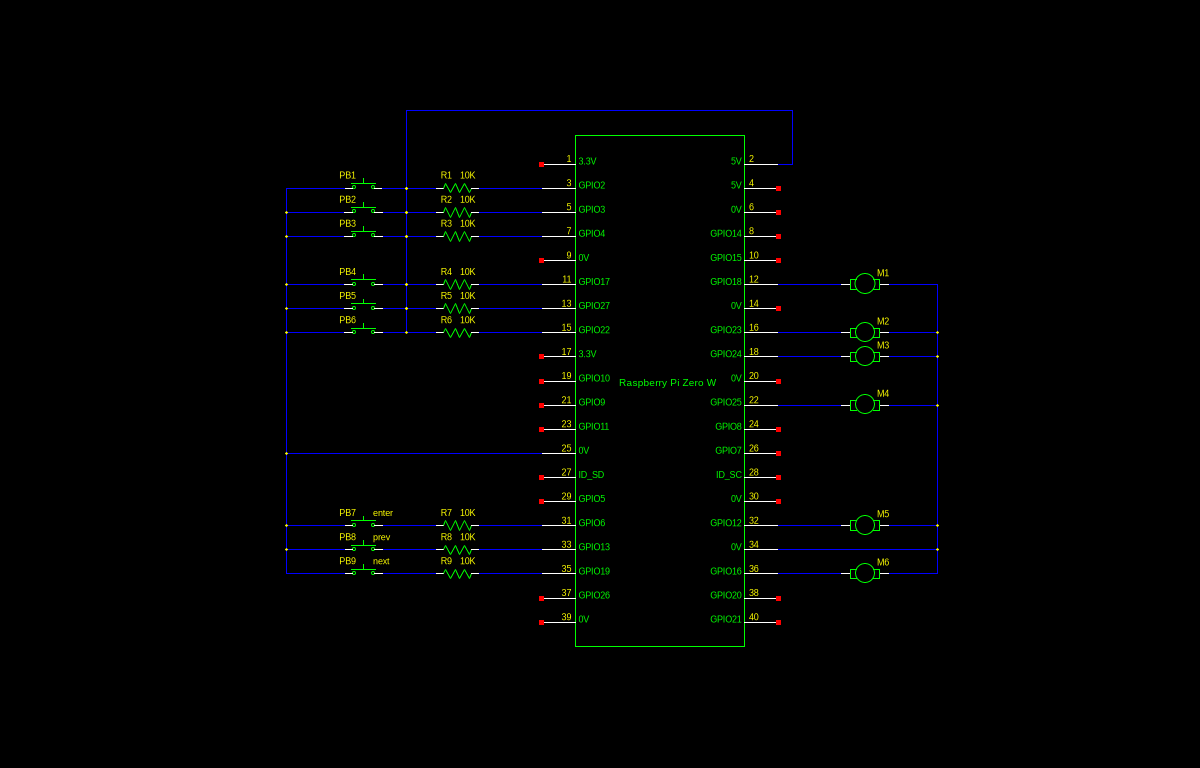 1 3.3V 5V 2
PB1 R1 10K 3 GPIO2 5V 4
PB2 R2 10K 5 GPIO3 0V 6
PB3 R3 10K 7 GPIO4 GPIO14 8
9 0V GPIO15 10
PB4 R4 10K 11 GPIO17 GPIO18 12 M1
PB5 R5 10K 13 GPIO27 0V 14
PB6 R6 10K 15 GPIO22 GPIO23 16 M2
17 3.3V GPIO24 18 M3
19 GPIO10 Raspberry Pi Zero W 0V 20
21 GPIO9 GPIO25 22 M4
23 GPIO11 GPIO8 24
25 0V GPIO7 26
27 ID_SD ID_SC 28
29 GPIO5 0V 30
PB7 enter R7 10K 31 GPIO6 GPIO12 32 M5
PB8 prev R8 10K 33 GPIO13 0V 34
PB9 next R9 10K 35 GPIO19 GPIO16 36 M6
37 GPIO26 GPIO20 38
39 0V GPIO21 40